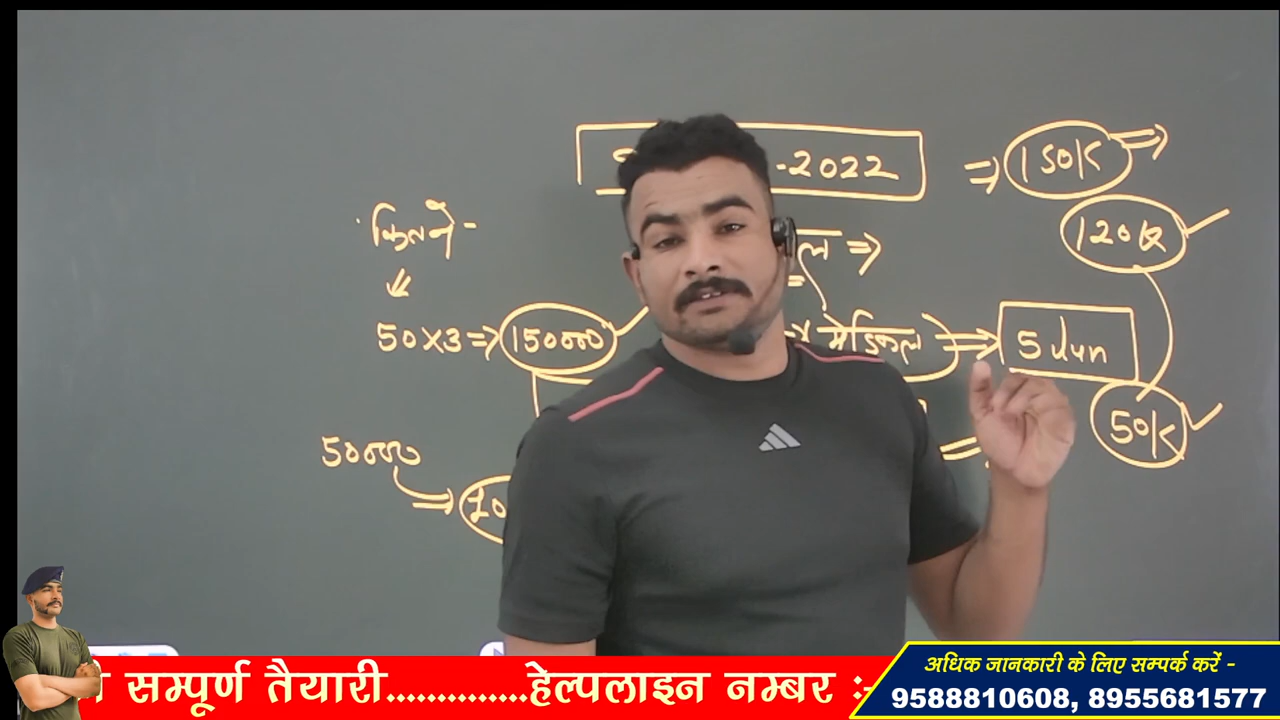 -2022
⇒ 150K ⇒
120K ✓
कितने -
50×3⇒ 150000
मेडिकल ⇒ 5 Jun
50K ✓
50000
सम्पूर्ण तैयारी.............हेल्पलाइन नम्बर :-
अधिक जानकारी के लिए सम्पर्क करें -
9588810608, 8955681577